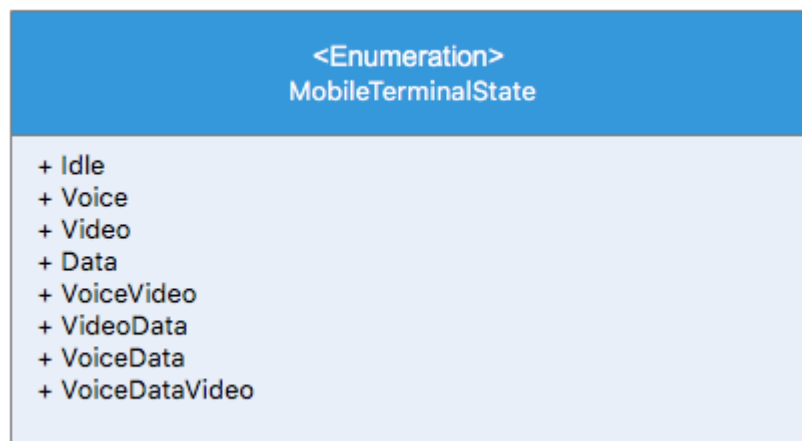 <Enumeration>
MobileTerminalState
+ Idle
+ Voice
+ Video
+ Data
+ VoiceVideo
+ VideoData
+ VoiceData
+ VoiceDataVideo